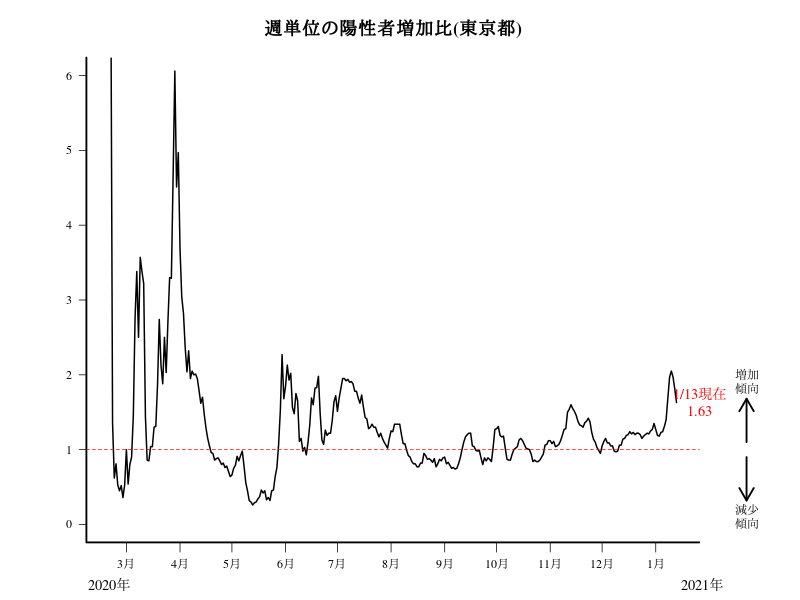 週単位の陽性者増加比(東京都)
6
5
4
3
2
1
0
1/13現在
1.63
増加
傾向
減少
傾向
3月
4月
5月
6月
7月
8月
9月
10月
11月
12月
1月
2020年
2021年